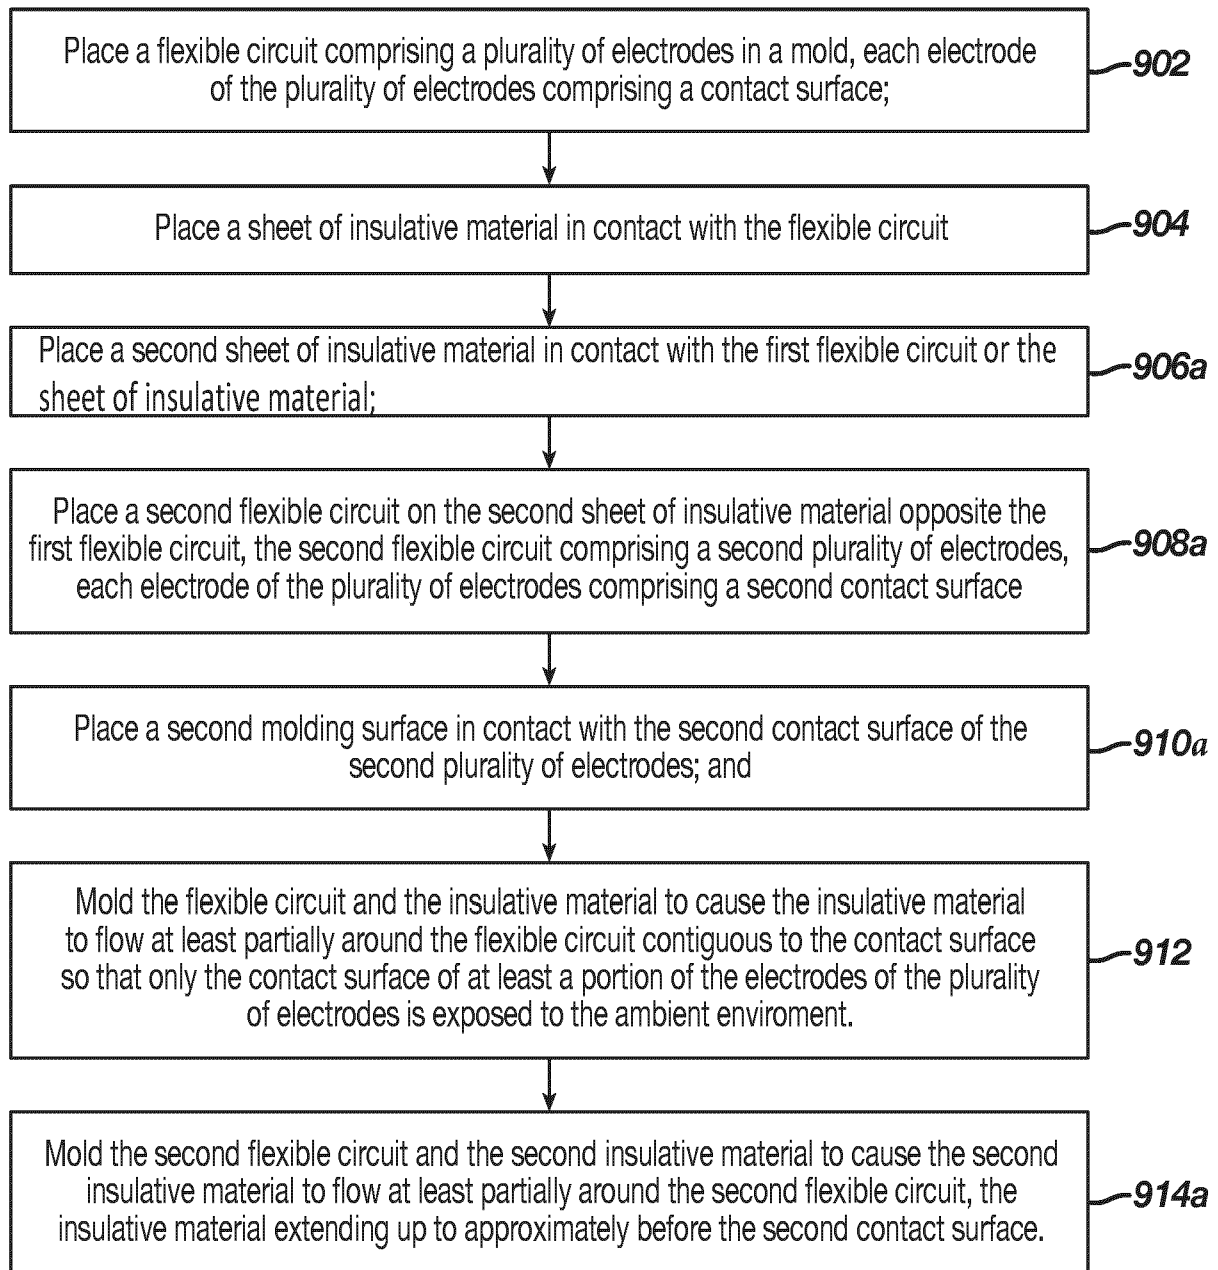 Place a flexible circuit comprising a plurality of electrodes in a mold, each electrode
of the plurality of electrodes comprising a contact surface;
902
Place a sheet of insulative material in contact with the flexible circuit
904
Place a second sheet of insulative material in contact with the first flexible circuit or the
sheet of insulative material;
906a
Place a second flexible circuit on the second sheet of insulative material opposite the
first flexible circuit, the second flexible circuit comprising a second plurality of electrodes,
each electrode of the plurality of electrodes comprising a second contact surface
908a
Place a second molding surface in contact with the second contact surface of the
second plurality of electrodes; and
910a
Mold the flexible circuit and the insulative material to cause the insulative material
to flow at least partially around the flexible circuit contiguous to the contact surface
so that only the contact surface of at least a portion of the electrodes of the plurality
of electrodes is exposed to the ambient enviroment.
912
Mold the second flexible circuit and the second insulative material to cause the second
insulative material to flow at least partially around the second flexible circuit, the
insulative material extending up to approximately before the second contact surface.
914a